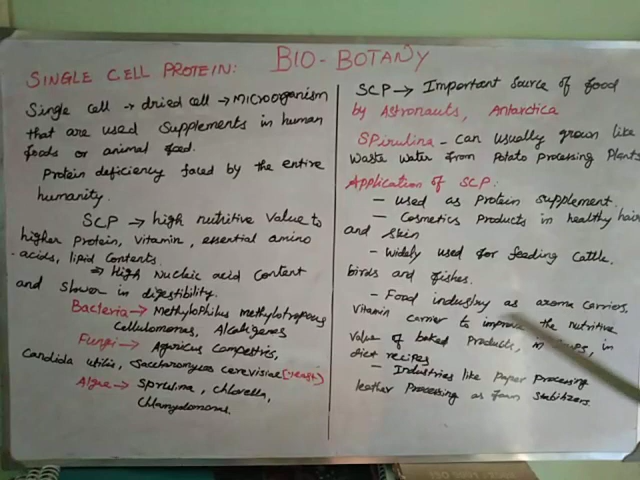 BIO-BOTANY
SINGLE CELL PROTEIN:
Single cell → dried cell → microorganism
that are used supplements in human
foods or animal feed.
Protein deficiency faced by the entire
humanity.
SCP → high nutritive value to
higher protein, vitamin, essential amino
-acids, lipid contents.
⇒ High Nucleic acid content
and slower in digestibility.
Bacteria → Methylophilus methylotropous
Cellulomonas, Alcaligenes
Fungi → Agaricus Campetris,
Candida utilis, Saccharomyces cerevisiae (yeast)
Algae → Spirulina, Chlorella,
Chlamydomonas.
SCP → Important Source of food
by Astronauts, Antarctica
SPirulina - can usually grown like
Waste water from Potato processing Plants
Application of SCP:
- used as Protein supplement.
- Cosmetics Products in healthy hair
and skin
- Widely used for feeding Cattle,
birds and fishes.
- Food industry as aroma carriers,
vitamin carrier to improve the nutritive
Value of baked Products, in in
diet recipes
- Industries like Paper Processing
leather Processing as foam stabilizers.